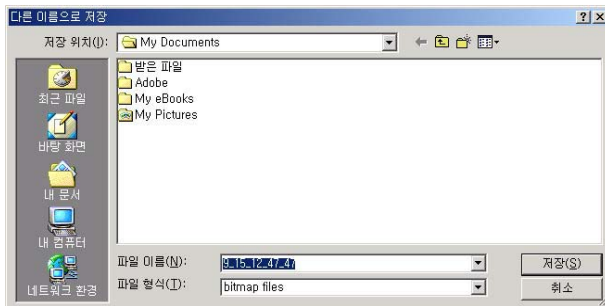 다른 이름으로 저장
저장 위치(I): My Documents
최근 파일
바탕 화면
내 문서
내 컴퓨터
네트워크 환경
받은 파일
Adobe
My eBooks
My Pictures
파일 이름(N): 9_15_12_47_47
저장(S)
파일 형식(T): bitmap files
취소